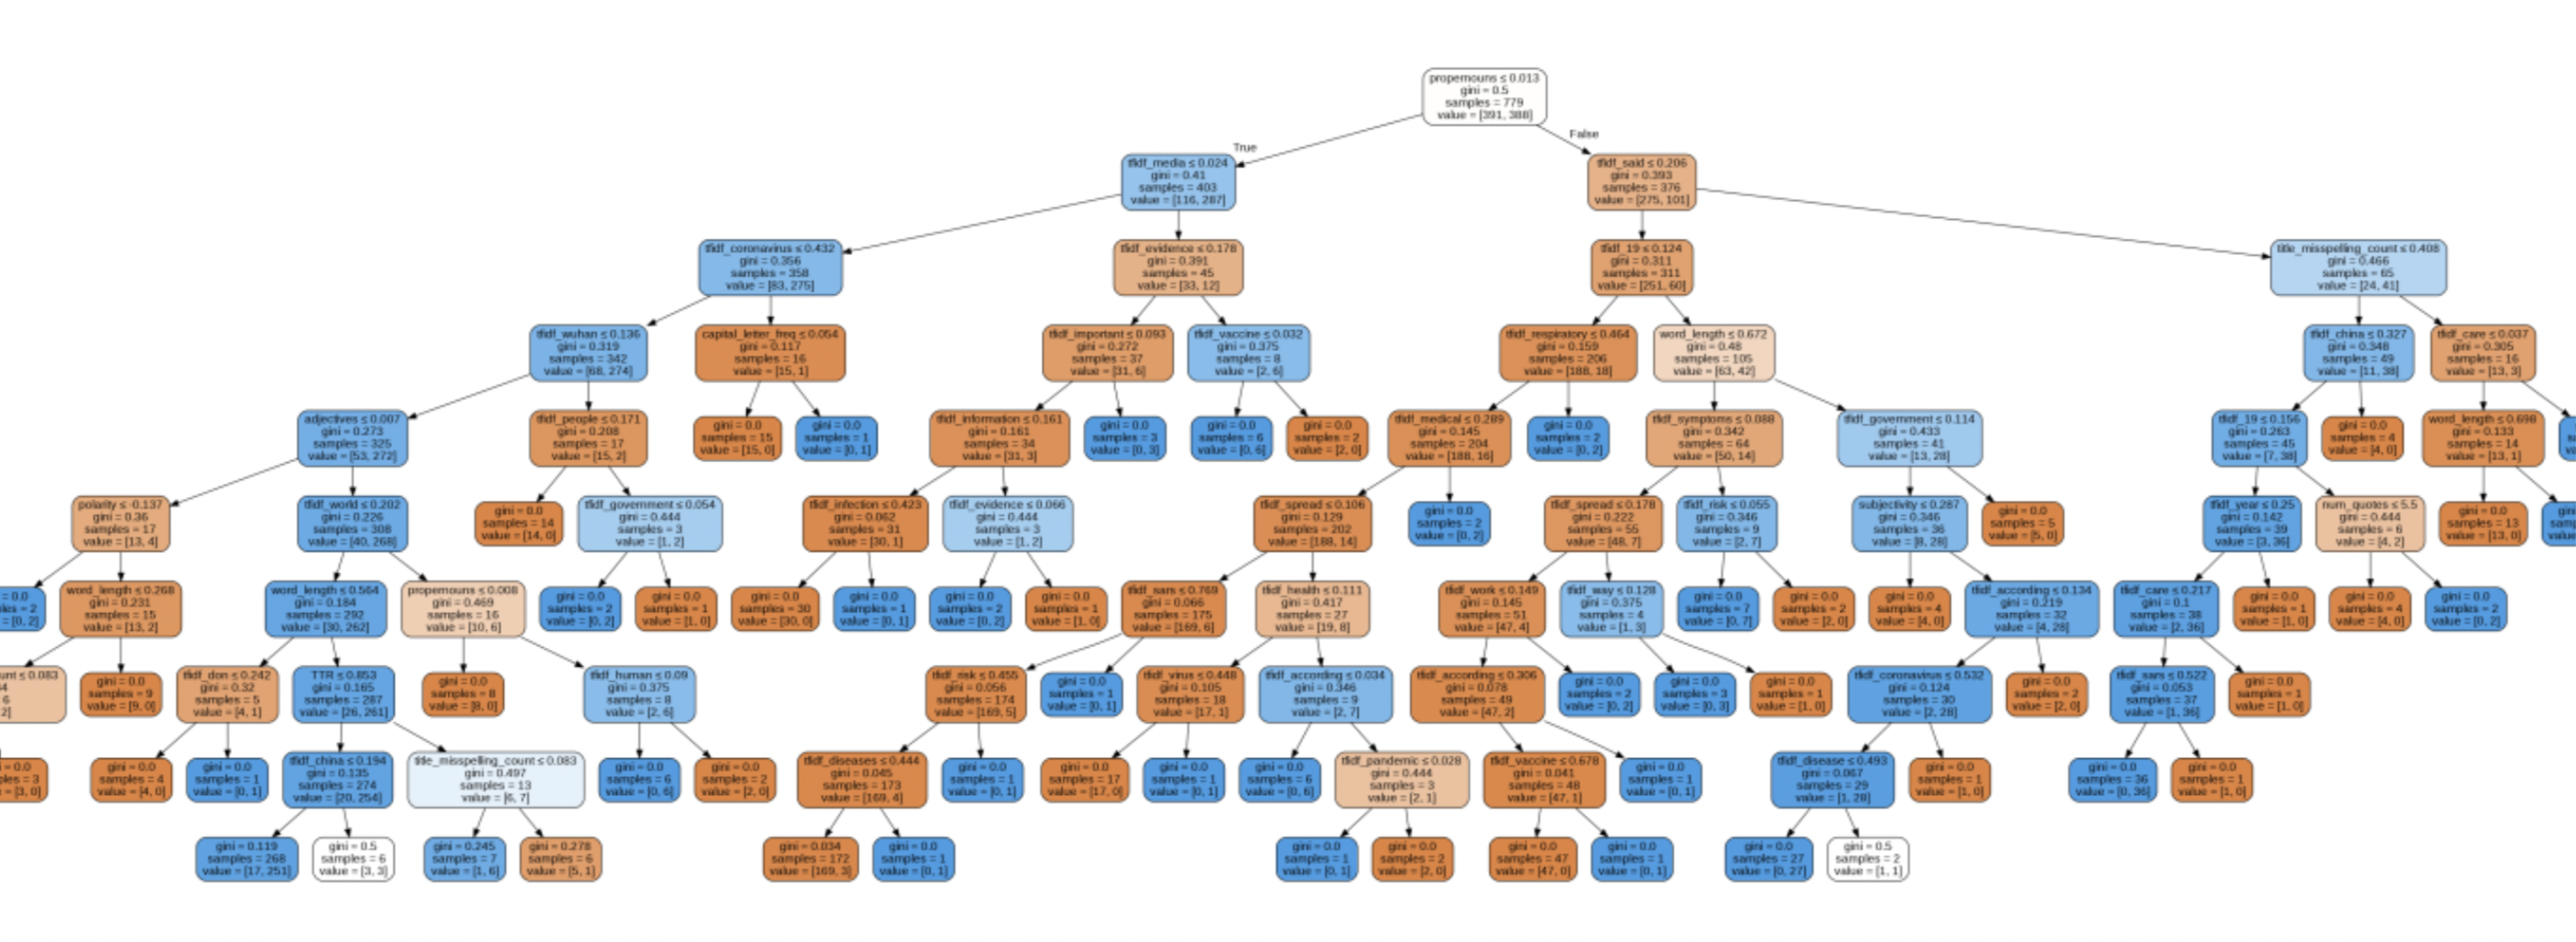 propernouns ≤ 0.013
gini = 0.5
samples = 779
value = [391, 388]
True
False
tfidf_media ≤ 0.024
gini = 0.41
samples = 403
value = [116, 287]
tfidf_said ≤ 0.206
gini = 0.393
samples = 376
value = [275, 101]
tfidf_coronavirus ≤ 0.432
gini = 0.356
samples = 358
value = [83, 275]
tfidf_evidence ≤ 0.178
gini = 0.391
samples = 45
value = [33, 12]
tfidf_19 ≤ 0.124
gini = 0.311
samples = 311
value = [251, 60]
title_misspelling_count ≤ 0.408
gini = 0.466
samples = 65
value = [24, 41]
tfidf_wuhan ≤ 0.136
gini = 0.319
samples = 342
value = [68, 274]
capital_letter_freq ≤ 0.054
gini = 0.117
samples = 16
value = [15, 1]
tfidf_important ≤ 0.093
gini = 0.272
samples = 37
value = [31, 6]
tfidf_vaccine ≤ 0.032
gini = 0.375
samples = 8
value = [2, 6]
tfidf_respiratory ≤ 0.464
gini = 0.159
samples = 206
value = [188, 18]
word_length ≤ 0.672
gini = 0.48
samples = 105
value = [63, 42]
tfidf_china ≤ 0.327
gini = 0.348
samples = 49
value = [11, 38]
tfidf_care ≤ 0.037
gini = 0.305
samples = 16
value = [13, 3]
adjectives ≤ 0.007
gini = 0.273
samples = 325
value = [53, 272]
tfidf_people ≤ 0.171
gini = 0.208
samples = 17
value = [15, 2]
gini = 0.0
samples = 15
value = [15, 0]
gini = 0.0
samples = 1
value = [0, 1]
tfidf_information ≤ 0.161
gini = 0.161
samples = 34
value = [31, 3]
gini = 0.0
samples = 3
value = [0, 3]
gini = 0.0
samples = 6
value = [0, 6]
gini = 0.0
samples = 2
value = [2, 0]
tfidf_medical ≤ 0.289
gini = 0.145
samples = 204
value = [188, 16]
gini = 0.0
samples = 2
value = [0, 2]
tfidf_symptoms ≤ 0.088
gini = 0.342
samples = 64
value = [50, 14]
tfidf_government ≤ 0.114
gini = 0.433
samples = 41
value = [13, 28]
tfidf_19 ≤ 0.156
gini = 0.263
samples = 45
value = [7, 38]
gini = 0.0
samples = 4
value = [4, 0]
word_length ≤ 0.698
gini = 0.133
samples = 14
value = [13, 1]
polarity ≤ -0.137
gini = 0.36
samples = 17
value = [13, 4]
tfidf_world ≤ 0.202
gini = 0.226
samples = 308
value = [40, 268]
gini = 0.0
samples = 14
value = [14, 0]
tfidf_government ≤ 0.054
gini = 0.444
samples = 3
value = [1, 2]
tfidf_infection ≤ 0.423
gini = 0.062
samples = 31
value = [30, 1]
tfidf_evidence ≤ 0.066
gini = 0.444
samples = 3
value = [1, 2]
tfidf_spread ≤ 0.106
gini = 0.129
samples = 202
value = [188, 14]
gini = 0.0
samples = 2
value = [0, 2]
tfidf_spread ≤ 0.178
gini = 0.222
samples = 55
value = [48, 7]
tfidf_risk ≤ 0.055
gini = 0.346
samples = 9
value = [2, 7]
subjectivity ≤ 0.287
gini = 0.346
samples = 36
value = [8, 28]
gini = 0.0
samples = 5
value = [5, 0]
tfidf_year ≤ 0.25
gini = 0.142
samples = 39
value = [3, 36]
num_quotes ≤ 5.5
gini = 0.444
samples = 6
value = [4, 2]
gini = 0.0
samples = 13
value = [13, 0]
= 0.0
les = 2
= [0, 2]
word_length ≤ 0.268
gini = 0.231
samples = 15
value = [13, 2]
word_length ≤ 0.564
gini = 0.184
samples = 292
value = [30, 262]
propernouns ≤ 0.008
gini = 0.469
samples = 16
value = [10, 6]
gini = 0.0
samples = 2
value = [0, 2]
gini = 0.0
samples = 1
value = [1, 0]
gini = 0.0
samples = 30
value = [30, 0]
gini = 0.0
samples = 1
value = [0, 1]
gini = 0.0
samples = 2
value = [0, 2]
gini = 0.0
samples = 1
value = [1, 0]
tfidf_sars ≤ 0.769
gini = 0.066
samples = 175
value = [169, 6]
tfidf_health ≤ 0.111
gini = 0.417
samples = 27
value = [19, 8]
tfidf_work ≤ 0.149
gini = 0.145
samples = 51
value = [47, 4]
tfidf_way ≤ 0.128
gini = 0.375
samples = 4
value = [1, 3]
gini = 0.0
samples = 7
value = [0, 7]
gini = 0.0
samples = 2
value = [2, 0]
gini = 0.0
samples = 4
value = [4, 0]
tfidf_according ≤ 0.134
gini = 0.219
samples = 32
value = [4, 28]
tfidf_care ≤ 0.217
gini = 0.1
samples = 38
value = [2, 36]
gini = 0.0
samples = 1
value = [1, 0]
gini = 0.0
samples = 4
value = [4, 0]
gini = 0.0
samples = 2
value = [0, 2]
unt ≤ 0.083
4
6
2]
gini = 0.0
samples = 9
value = [9, 0]
tfidf_don ≤ 0.242
gini = 0.32
samples = 5
value = [4, 1]
TTR ≤ 0.853
gini = 0.165
samples = 287
value = [26, 261]
gini = 0.0
samples = 8
value = [8, 0]
tfidf_human ≤ 0.09
gini = 0.375
samples = 8
value = [2, 6]
tfidf_risk ≤ 0.455
gini = 0.056
samples = 174
value = [169, 5]
gini = 0.0
samples = 1
value = [0, 1]
tfidf_virus ≤ 0.448
gini = 0.105
samples = 18
value = [17, 1]
tfidf_according ≤ 0.034
gini = 0.346
samples = 9
value = [2, 7]
tfidf_according ≤ 0.306
gini = 0.078
samples = 49
value = [47, 2]
gini = 0.0
samples = 2
value = [0, 2]
gini = 0.0
samples = 3
value = [0, 3]
gini = 0.0
samples = 1
value = [1, 0]
tfidf_coronavirus ≤ 0.532
gini = 0.124
samples = 30
value = [2, 28]
gini = 0.0
samples = 2
value = [2, 0]
tfidf_sars ≤ 0.522
gini = 0.053
samples = 37
value = [1, 36]
gini = 0.0
samples = 1
value = [1, 0]
= 0.0
les = 3
= [3, 0]
gini = 0.0
samples = 4
value = [4, 0]
gini = 0.0
samples = 1
value = [0, 1]
tfidf_china ≤ 0.194
gini = 0.135
samples = 274
value = [20, 254]
title_misspelling_count ≤ 0.083
gini = 0.497
samples = 13
value = [6, 7]
gini = 0.0
samples = 6
value = [0, 6]
gini = 0.0
samples = 2
value = [2, 0]
tfidf_diseases ≤ 0.444
gini = 0.045
samples = 173
value = [169, 4]
gini = 0.0
samples = 1
value = [0, 1]
gini = 0.0
samples = 17
value = [17, 0]
gini = 0.0
samples = 1
value = [0, 1]
gini = 0.0
samples = 6
value = [0, 6]
tfidf_pandemic ≤ 0.028
gini = 0.444
samples = 3
value = [2, 1]
tfidf_vaccine ≤ 0.678
gini = 0.041
samples = 48
value = [47, 1]
gini = 0.0
samples = 1
value = [0, 1]
tfidf_disease ≤ 0.493
gini = 0.067
samples = 29
value = [1, 28]
gini = 0.0
samples = 1
value = [1, 0]
gini = 0.0
samples = 36
value = [0, 36]
gini = 0.0
samples = 1
value = [1, 0]
gini = 0.119
samples = 268
value = [17, 251]
gini = 0.5
samples = 6
value = [3, 3]
gini = 0.245
samples = 7
value = [1, 6]
gini = 0.278
samples = 6
value = [5, 1]
gini = 0.034
samples = 172
value = [169, 3]
gini = 0.0
samples = 1
value = [0, 1]
gini = 0.0
samples = 1
value = [0, 1]
gini = 0.0
samples = 2
value = [2, 0]
gini = 0.0
samples = 47
value = [47, 0]
gini = 0.0
samples = 1
value = [0, 1]
gini = 0.0
samples = 27
value = [0, 27]
gini = 0.5
samples = 2
value = [1, 1]